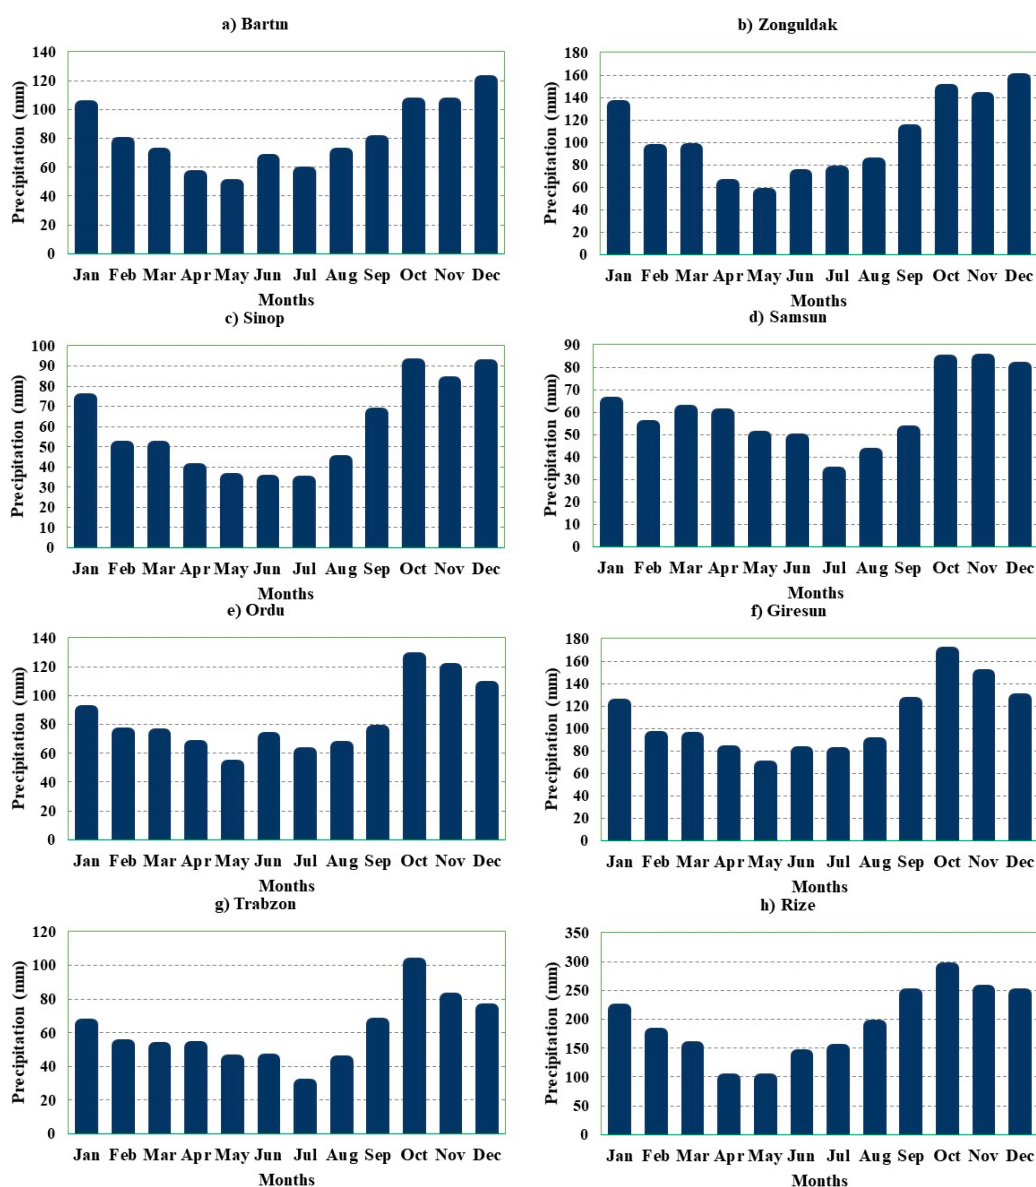 a) Bartın
Precipitation (mm)
140
120
100
80
60
40
20
0
Jan Feb Mar Apr May Jun Jul Aug Sep Oct Nov Dec
Months
b) Zonguldak
Precipitation (mm)
180
160
140
120
100
80
60
40
20
0
Jan Feb Mar Apr May Jun Jul Aug Sep Oct Nov Dec
Months
c) Sinop
Precipitation (mm)
100
90
80
70
60
50
40
30
20
10
0
Jan Feb Mar Apr May Jun Jul Aug Sep Oct Nov Dec
Months
d) Samsun
Precipitation (mm)
90
80
70
60
50
40
30
20
10
0
Jan Feb Mar Apr May Jun Jul Aug Sep Oct Nov Dec
Months
e) Ordu
Precipitation (mm)
140
120
100
80
60
40
20
0
Jan Feb Mar Apr May Jun Jul Aug Sep Oct Nov Dec
Months
f) Giresun
Precipitation (mm)
180
160
140
120
100
80
60
40
20
0
Jan Feb Mar Apr May Jun Jul Aug Sep Oct Nov Dec
Months
g) Trabzon
Precipitation (mm)
120
100
80
60
40
20
0
Jan Feb Mar Apr May Jun Jul Aug Sep Oct Nov Dec
Months
h) Rize
Precipitation (mm)
350
300
250
200
150
100
50
0
Jan Feb Mar Apr May Jun Jul Aug Sep Oct Nov Dec
Months